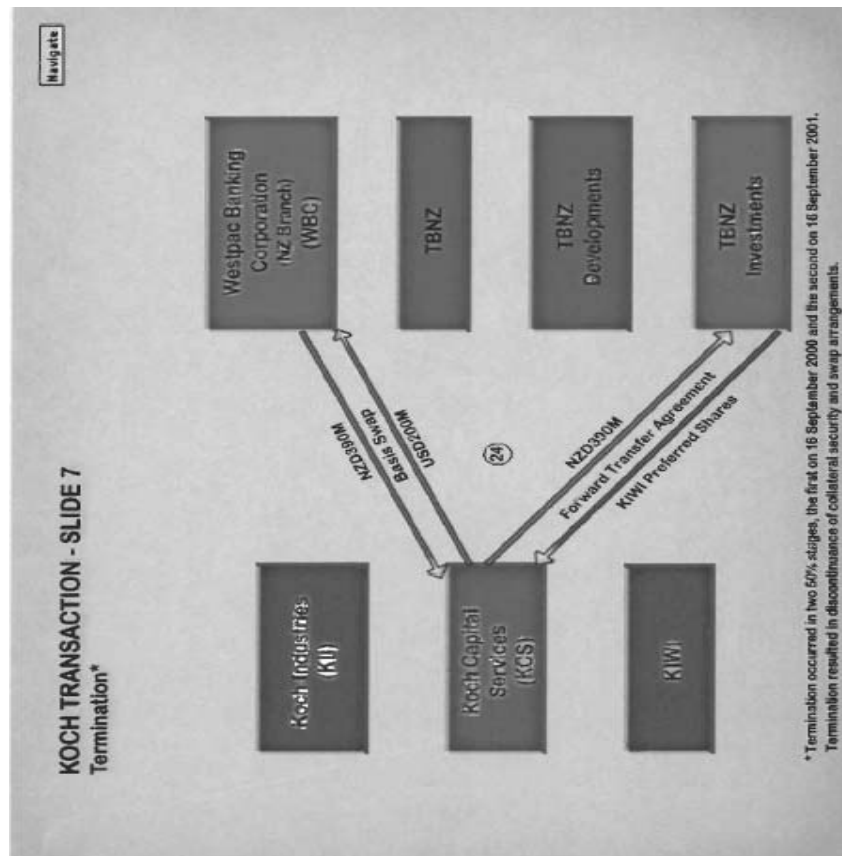 Navigate
KOCH TRANSACTION - SLIDE 7
Termination*
Koch Industries
(KII)
Westpac Banking
Corporation
(NZ Branch)
(WBC)
NZD390M
Basis Swap
USD200M
Koch Capital
Services
(KCS)
TBNZ
24
TBNZ
Developments
NZD390M
Forward Transfer Agreement
KIWI Preferred Shares
KIWI
TBNZ
Investments
* Termination occurred in two 50% stages, the first on 16 September 2000 and the second on 16 September 2001.
Termination resulted in discontinuance of collateral security and swap arrangements.